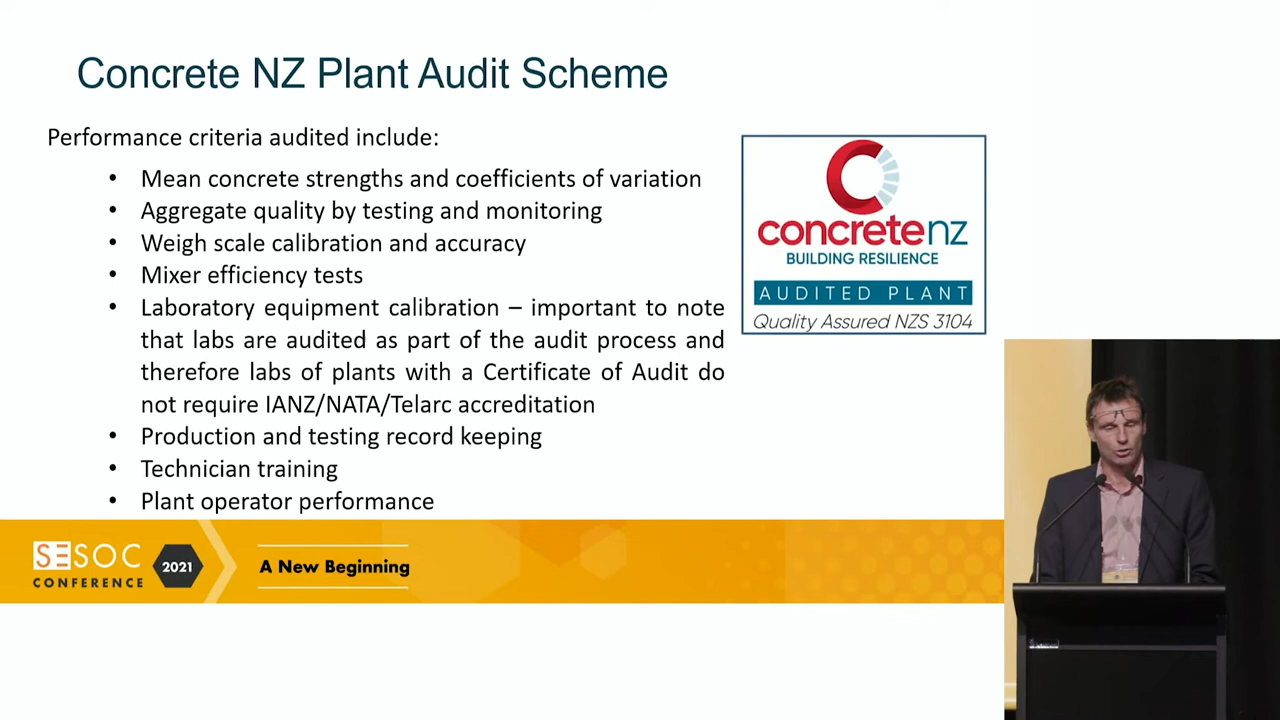 Concrete NZ Plant Audit Scheme
Performance criteria audited include:
• Mean concrete strengths and coefficients of variation
• Aggregate quality by testing and monitoring
• Weigh scale calibration and accuracy
• Mixer efficiency tests
• Laboratory equipment calibration – important to note
that labs are audited as part of the audit process and
therefore labs of plants with a Certificate of Audit do
not require IANZ/NATA/Telarc accreditation
• Production and testing record keeping
• Technician training
• Plant operator performance
concretenz
BUILDING RESILIENCE
AUDITED PLANT
Quality Assured NZS 3104
SESOC
CONFERENCE
2021
A New Beginning